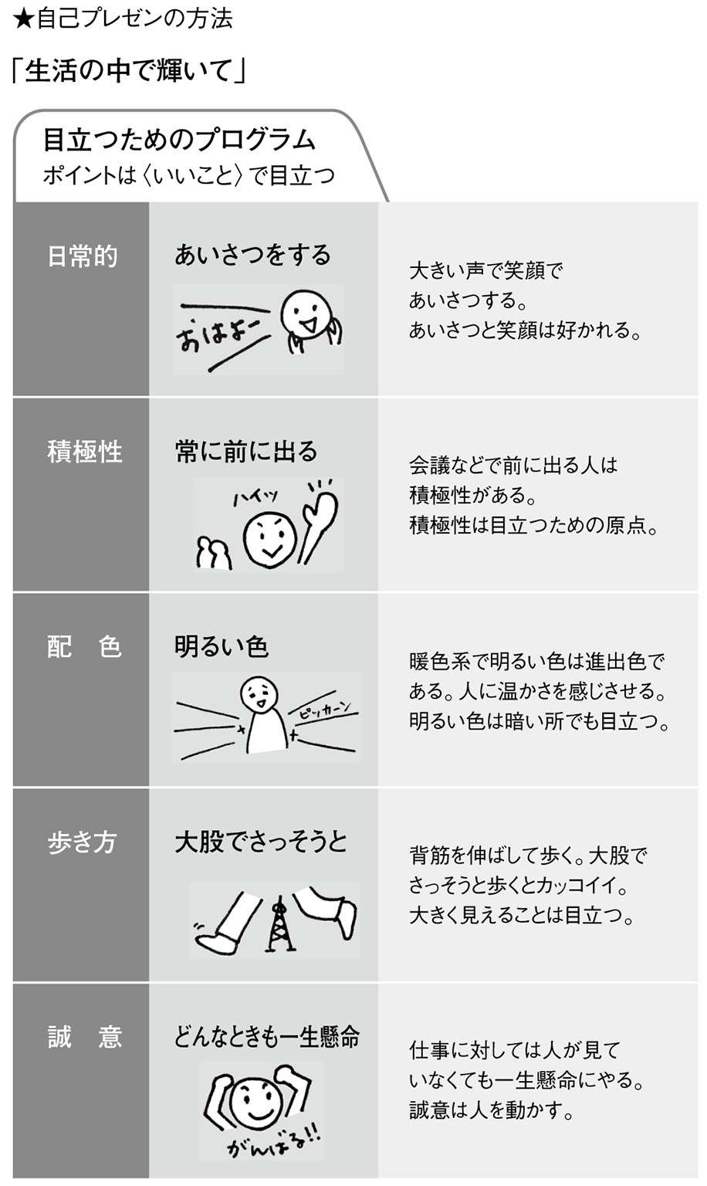 ★自己プレゼンの方法
「生活の中で輝いて」
目立つためのプログラム
ポイントは〈いいこと〉で目立つ
日常的
あいさつをする
おはよー
大きい声で笑顔で
あいさつする。
あいさつと笑顔は好かれる。
積極性
常に前に出る
ハイッ
会議などで前に出る人は
積極性がある。
積極性は目立つための原点。
配　色
明るい色
ピッカーン
暖色系で明るい色は進出色で
ある。人に温かさを感じさせる。
明るい色は暗い所でも目立つ。
歩き方
大股でさっそうと
背筋を伸ばして歩く。大股で
さっそうと歩くとカッコイイ。
大きく見えることは目立つ。
誠　意
どんなときも一生懸命
がんばる!!
仕事に対しては人が見て
いなくても一生懸命にやる。
誠意は人を動かす。